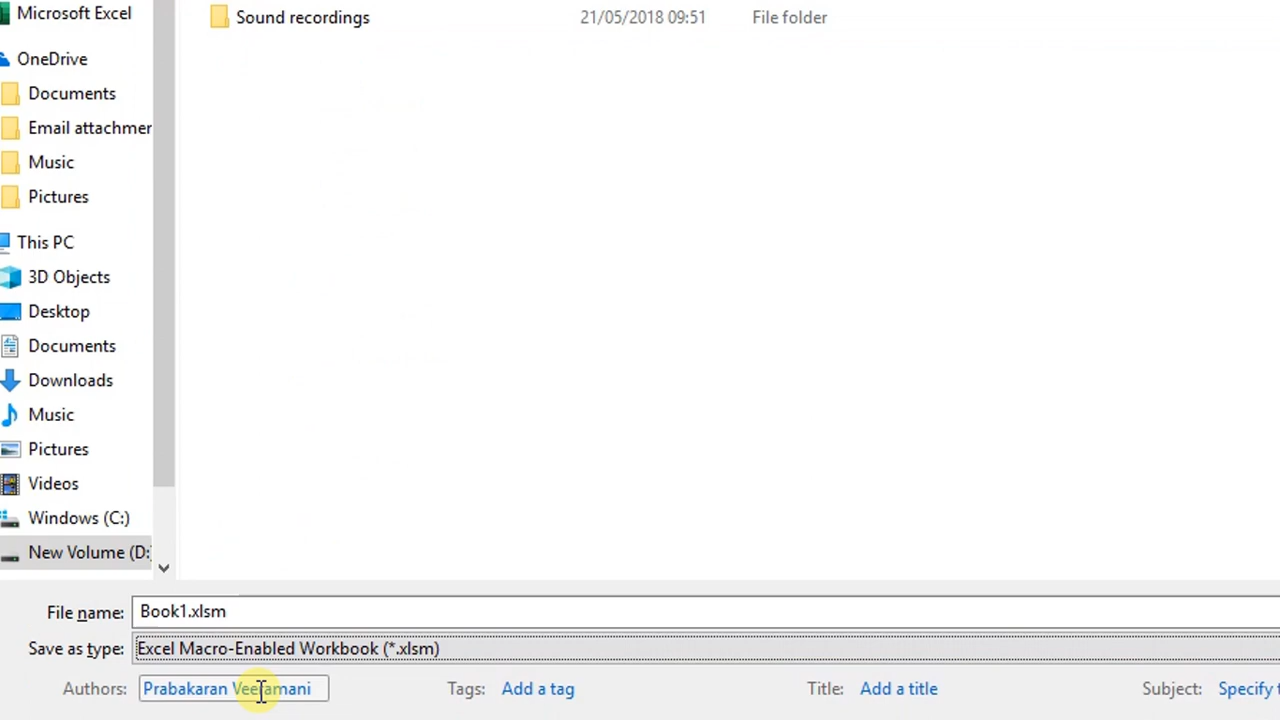 Microsoft Excel
Sound recordings 21/05/2018 09:51 File folder
OneDrive
Documents
Email attachmer
Music
Pictures
This PC
3D Objects
Desktop
Documents
Downloads
Music
Pictures
Videos
Windows (C:)
New Volume (D:
File name: Book1.xlsm
Save as type: Excel Macro-Enabled Workbook (*.xlsm)
Authors: Prabakaran Veeramani Tags: Add a tag Title: Add a title Subject: Specify t